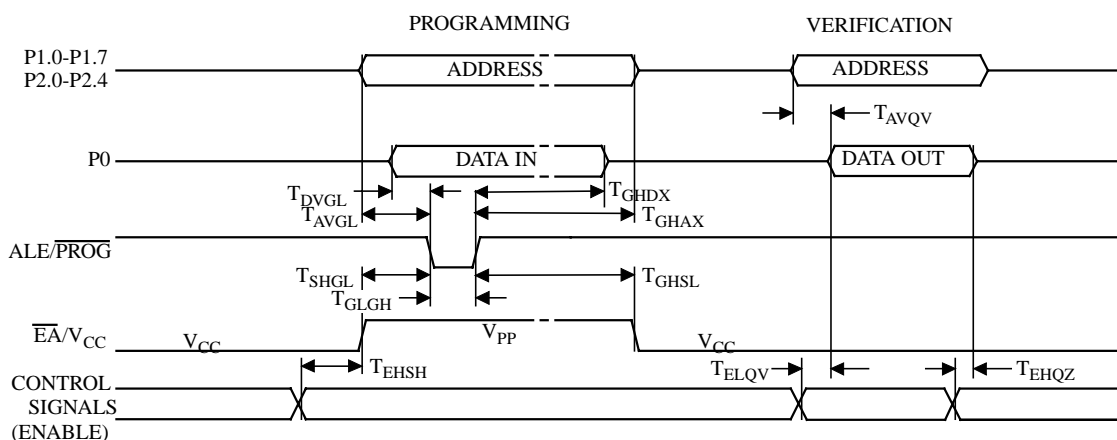 PROGRAMMING VERIFICATION
P1.0-P1.7
P2.0-P2.4
ADDRESS ADDRESS
TAVQV
P0 DATA IN DATA OUT
TDVGL TGHDX
TAVGL TGHAX
ALE/PROG
TSHGL TGHSL
TGLGH
EA/VCC VCC VPP VCC
TEHSH TELQV TEHQZ
CONTROL
SIGNALS
(ENABLE)